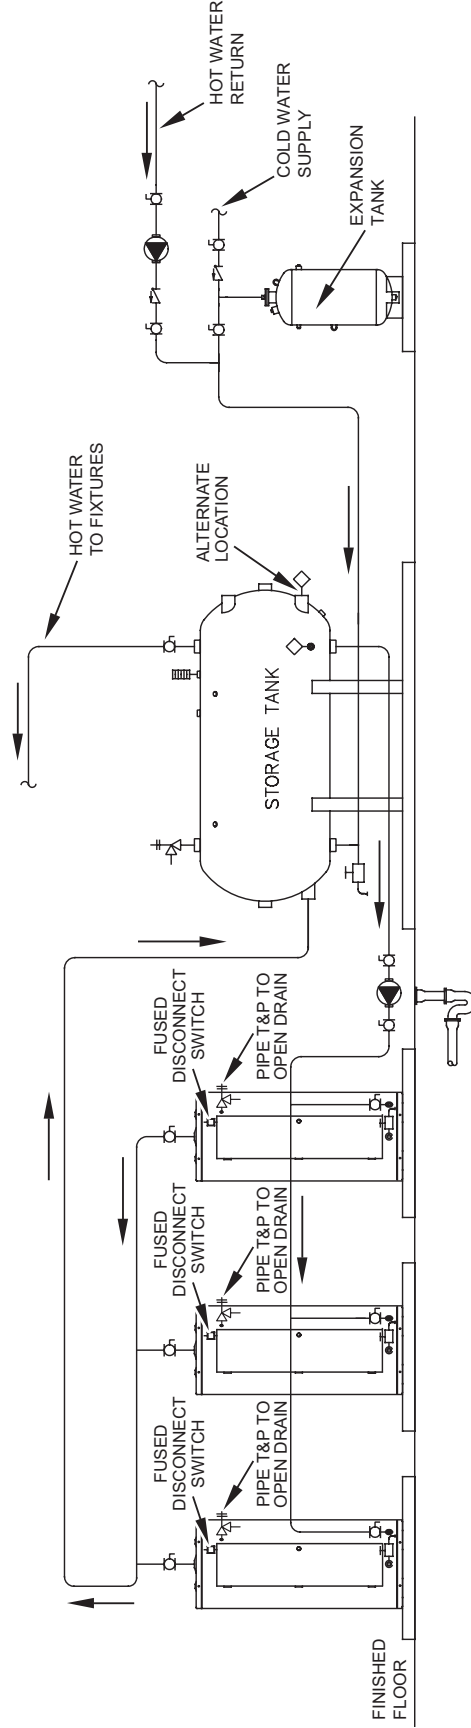 HOT WATER
RETURN
COLD WATER
SUPPLY
EXPANSION
TANK
HOT WATER
TO FIXTURES
ALTERNATE
LOCATION
STORAGE TANK
FUSED
DISCONNECT
SWITCH
PIPE T&P TO
OPEN DRAIN
FUSED
DISCONNECT
SWITCH
PIPE T&P TO
OPEN DRAIN
FUSED
DISCONNECT
SWITCH
PIPE T&P TO
OPEN DRAIN
FINISHED
FLOOR